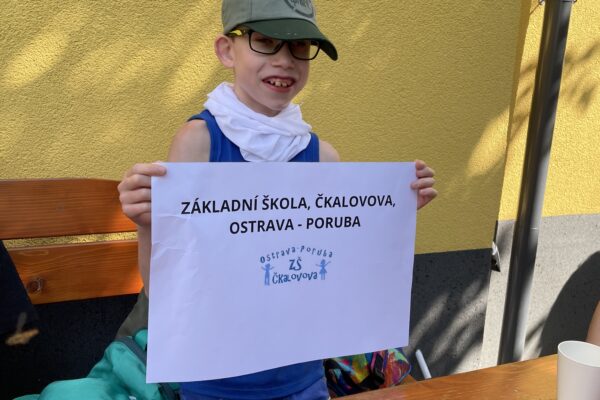 ZÁKLADNÍ ŠKOLA, ČKALOVOVA,
OSTRAVA - PORUBA
Ostrava-Poruba
ZŠ
Čkalovova